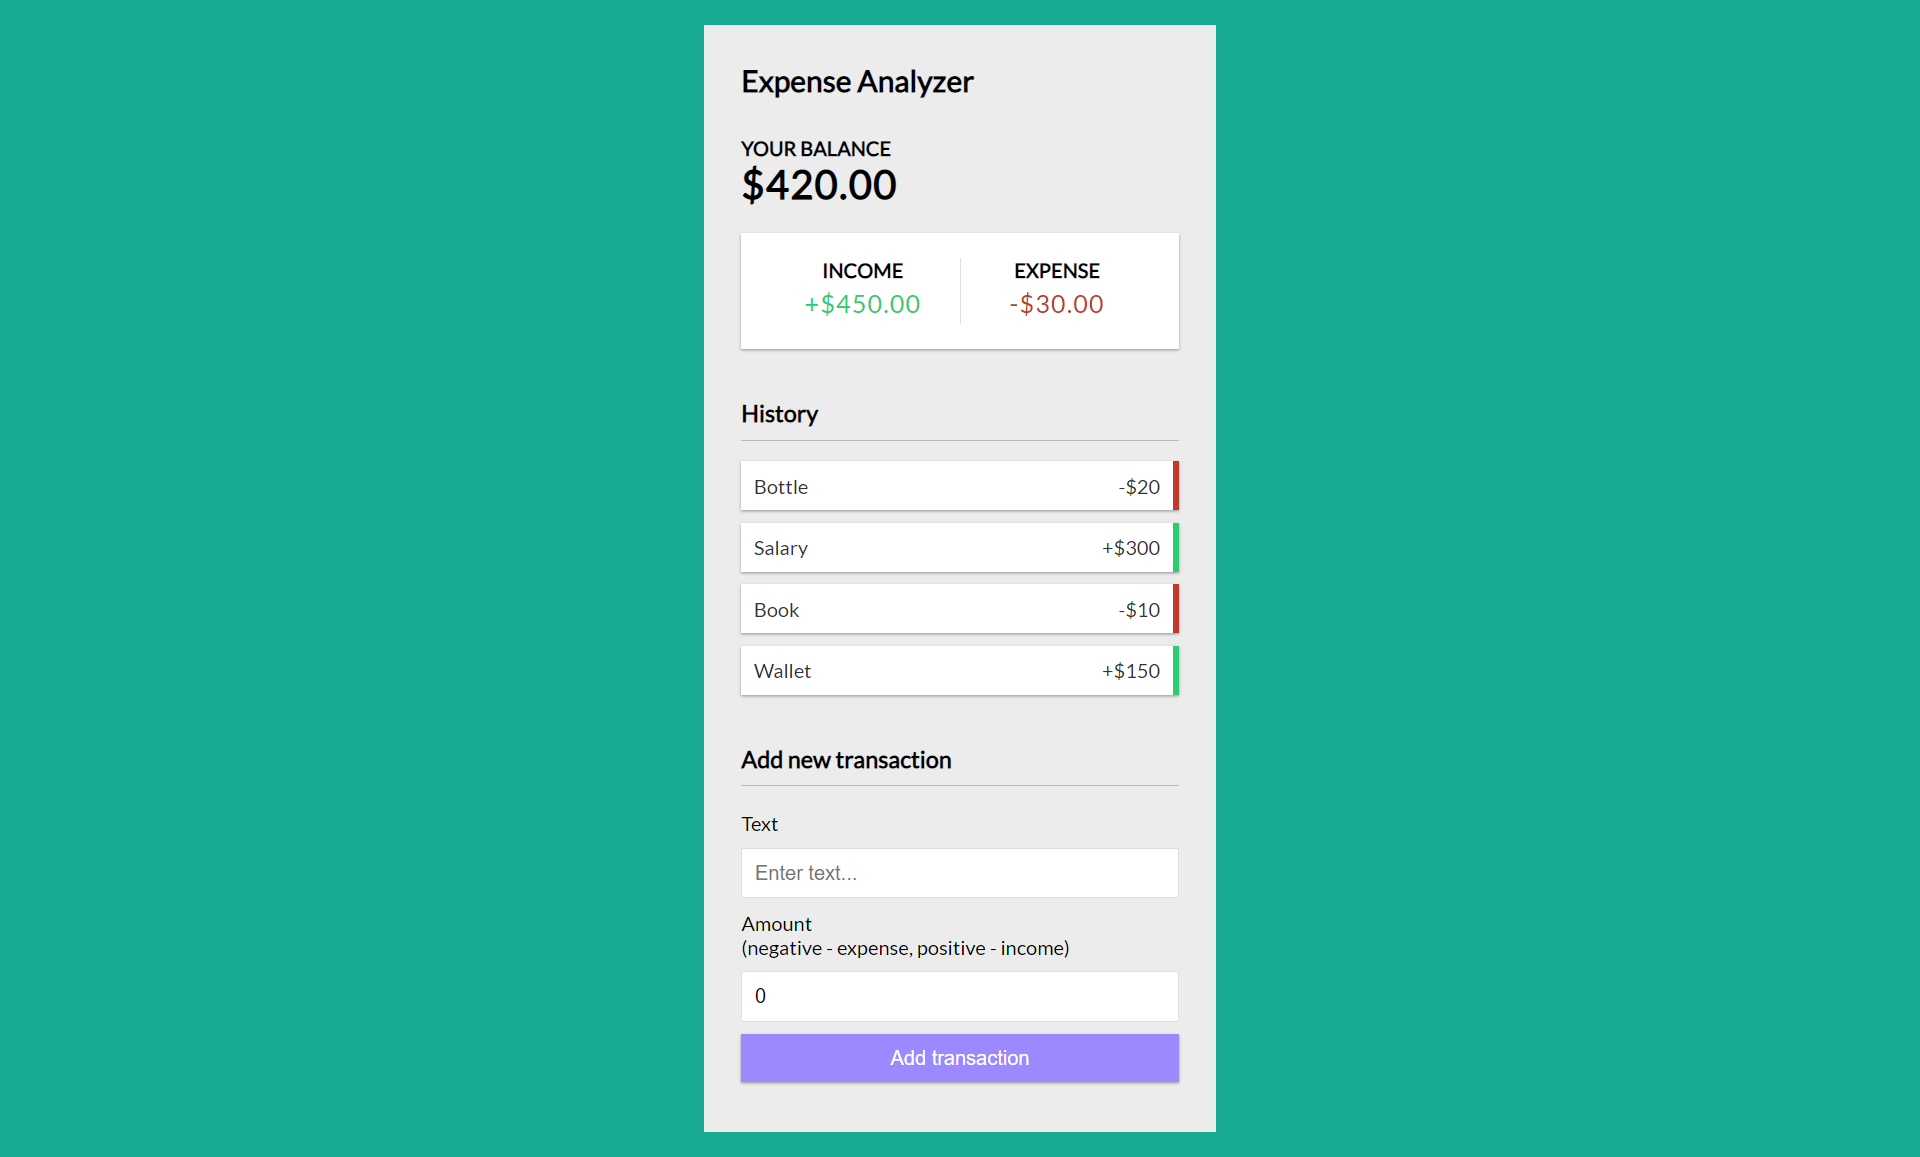 Expense Analyzer
YOUR BALANCE
$420.00
INCOME
+$450.00
EXPENSE
-$30.00
History
Bottle -$20
Salary +$300
Book -$10
Wallet +$150
Add new transaction
Text
Enter text...
Amount
(negative - expense, positive - income)
0
Add transaction